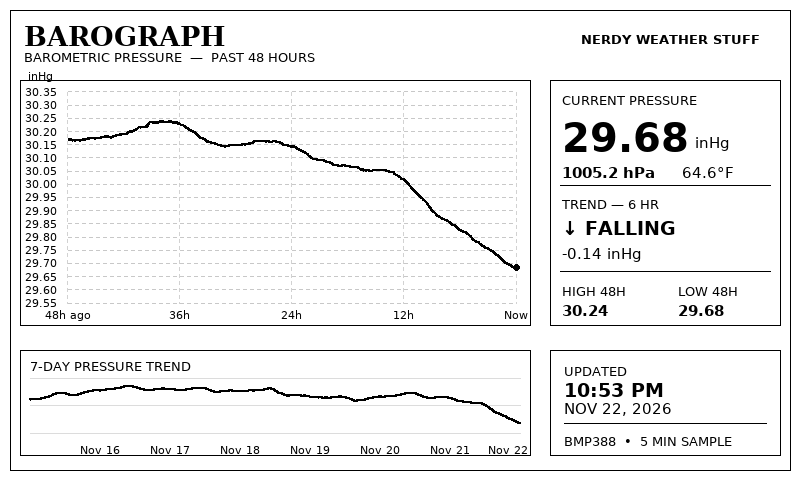 BAROGRAPH
BAROMETRIC PRESSURE — PAST 48 HOURS
NERDY WEATHER STUFF
inHg
30.35
30.30
30.25
30.20
30.15
30.10
30.05
30.00
29.95
29.90
29.85
29.80
29.75
29.70
29.65
29.60
29.55
48h ago 36h 24h 12h Now
CURRENT PRESSURE
29.68 inHg
1005.2 hPa 64.6°F
TREND — 6 HR
↓ FALLING
-0.14 inHg
HIGH 48H LOW 48H
30.24 29.68
7-DAY PRESSURE TREND
Nov 16 Nov 17 Nov 18 Nov 19 Nov 20 Nov 21 Nov 22
UPDATED
10:53 PM
NOV 22, 2026
BMP388 • 5 MIN SAMPLE